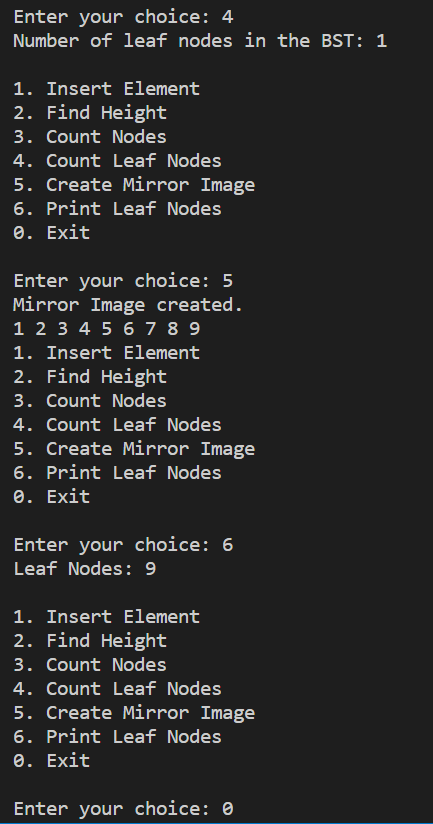 Enter your choice: 4
Number of leaf nodes in the BST: 1
1. Insert Element
2. Find Height
3. Count Nodes
4. Count Leaf Nodes
5. Create Mirror Image
6. Print Leaf Nodes
0. Exit
Enter your choice: 5
Mirror Image created.
1 2 3 4 5 6 7 8 9
1. Insert Element
2. Find Height
3. Count Nodes
4. Count Leaf Nodes
5. Create Mirror Image
6. Print Leaf Nodes
0. Exit
Enter your choice: 6
Leaf Nodes: 9
1. Insert Element
2. Find Height
3. Count Nodes
4. Count Leaf Nodes
5. Create Mirror Image
6. Print Leaf Nodes
0. Exit
Enter your choice: 0